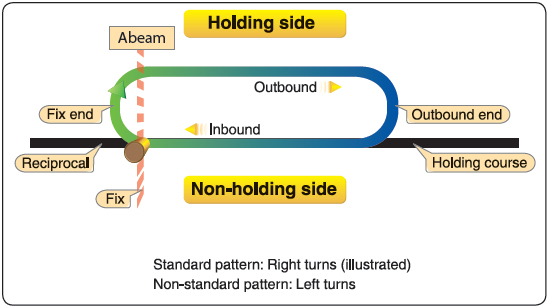 Holding side
Abeam
Outbound
Fix end
Outbound end
Inbound
Reciprocal
Holding course
Non-holding side
Fix
Standard pattern: Right turns (illustrated)
Non-standard pattern: Left turns